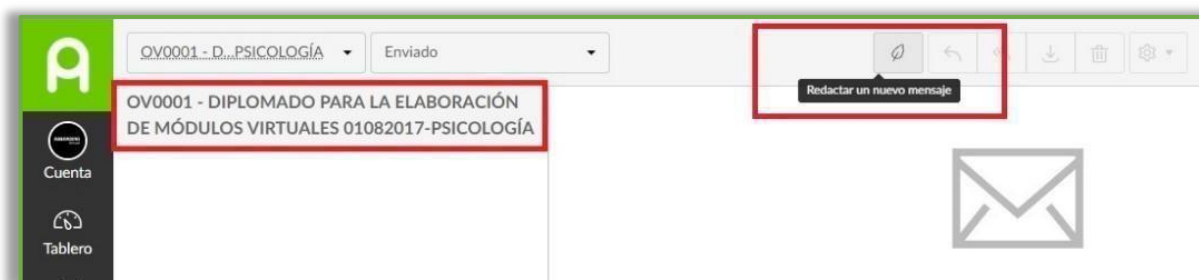 OV0001 - D...PSICOLOGÍA
Enviado
Redactar un nuevo mensaje
OV0001 - DIPLOMADO PARA LA ELABORACIÓN
DE MÓDULOS VIRTUALES 01082017-PSICOLOGÍA
Cuenta
Tablero